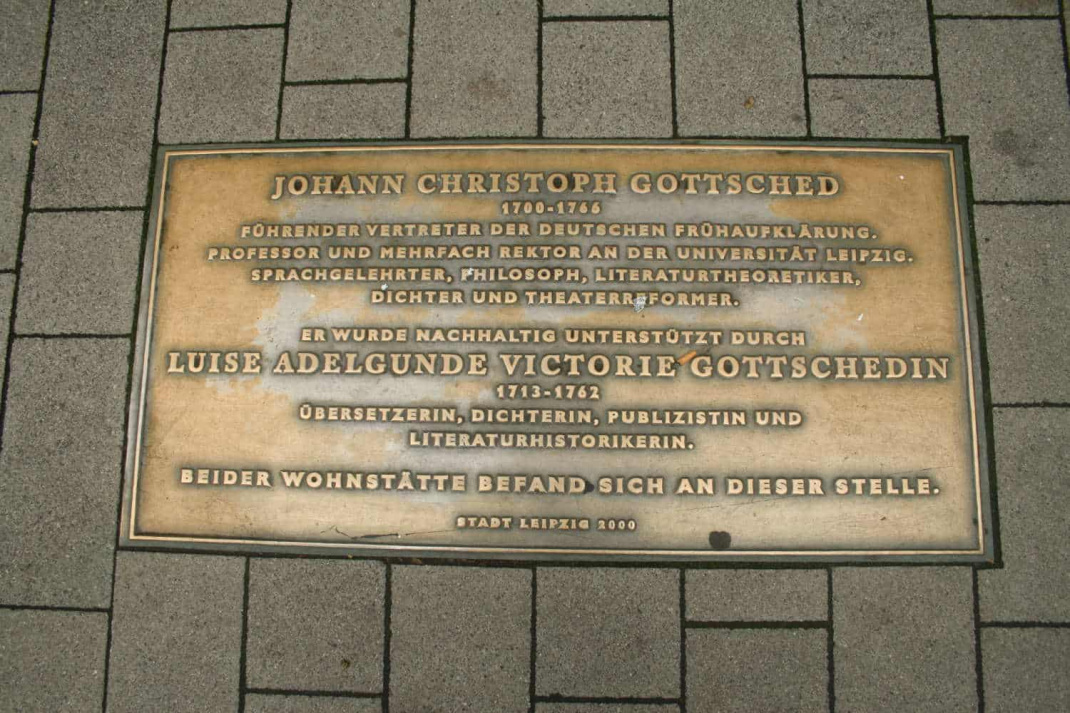 JOHANN CHRISTOPH GOTTSCHED
1700-1766
FÜHRENDER VERTRETER DER DEUTSCHEN FRÜHAUFKLÄRUNG.
PROFESSOR UND MEHRFACH REKTOR AN DER UNIVERSITÄT LEIPZIG.
SPRACHGELEHRTER, PHILOSOPH, LITERATURTHEORETIKER,
DICHTER UND THEATERREFORMER.
ER WURDE NACHHALTIG UNTERSTÜTZT DURCH
LUISE ADELGUNDE VICTORIE GOTTSCHEDIN
1713-1762
ÜBERSETZERIN, DICHTERIN, PUBLIZISTIN UND
LITERATURHISTORIKERIN.
BEIDER WOHNSTÄTTE BEFAND SICH AN DIESER STELLE.
STADT LEIPZIG 2000